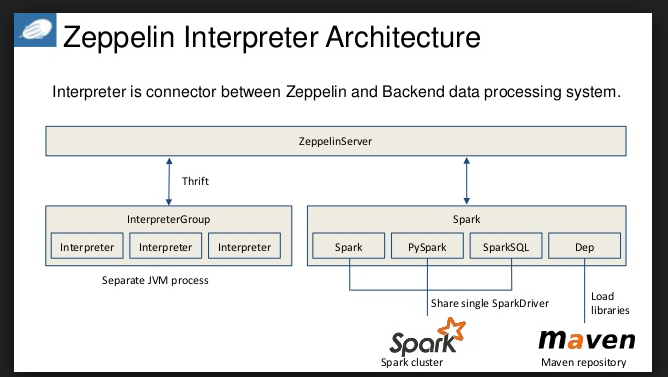 Zeppelin Interpreter Architecture
Interpreter is connector between Zeppelin and Backend data processing system.
ZeppelinServer
Thrift
InterpreterGroup
Interpreter Interpreter Interpreter
Separate JVM process
Spark
Spark PySpark SparkSQL Dep
Share single SparkDriver
Load
libraries
Spark
Spark cluster
maven
Maven repository